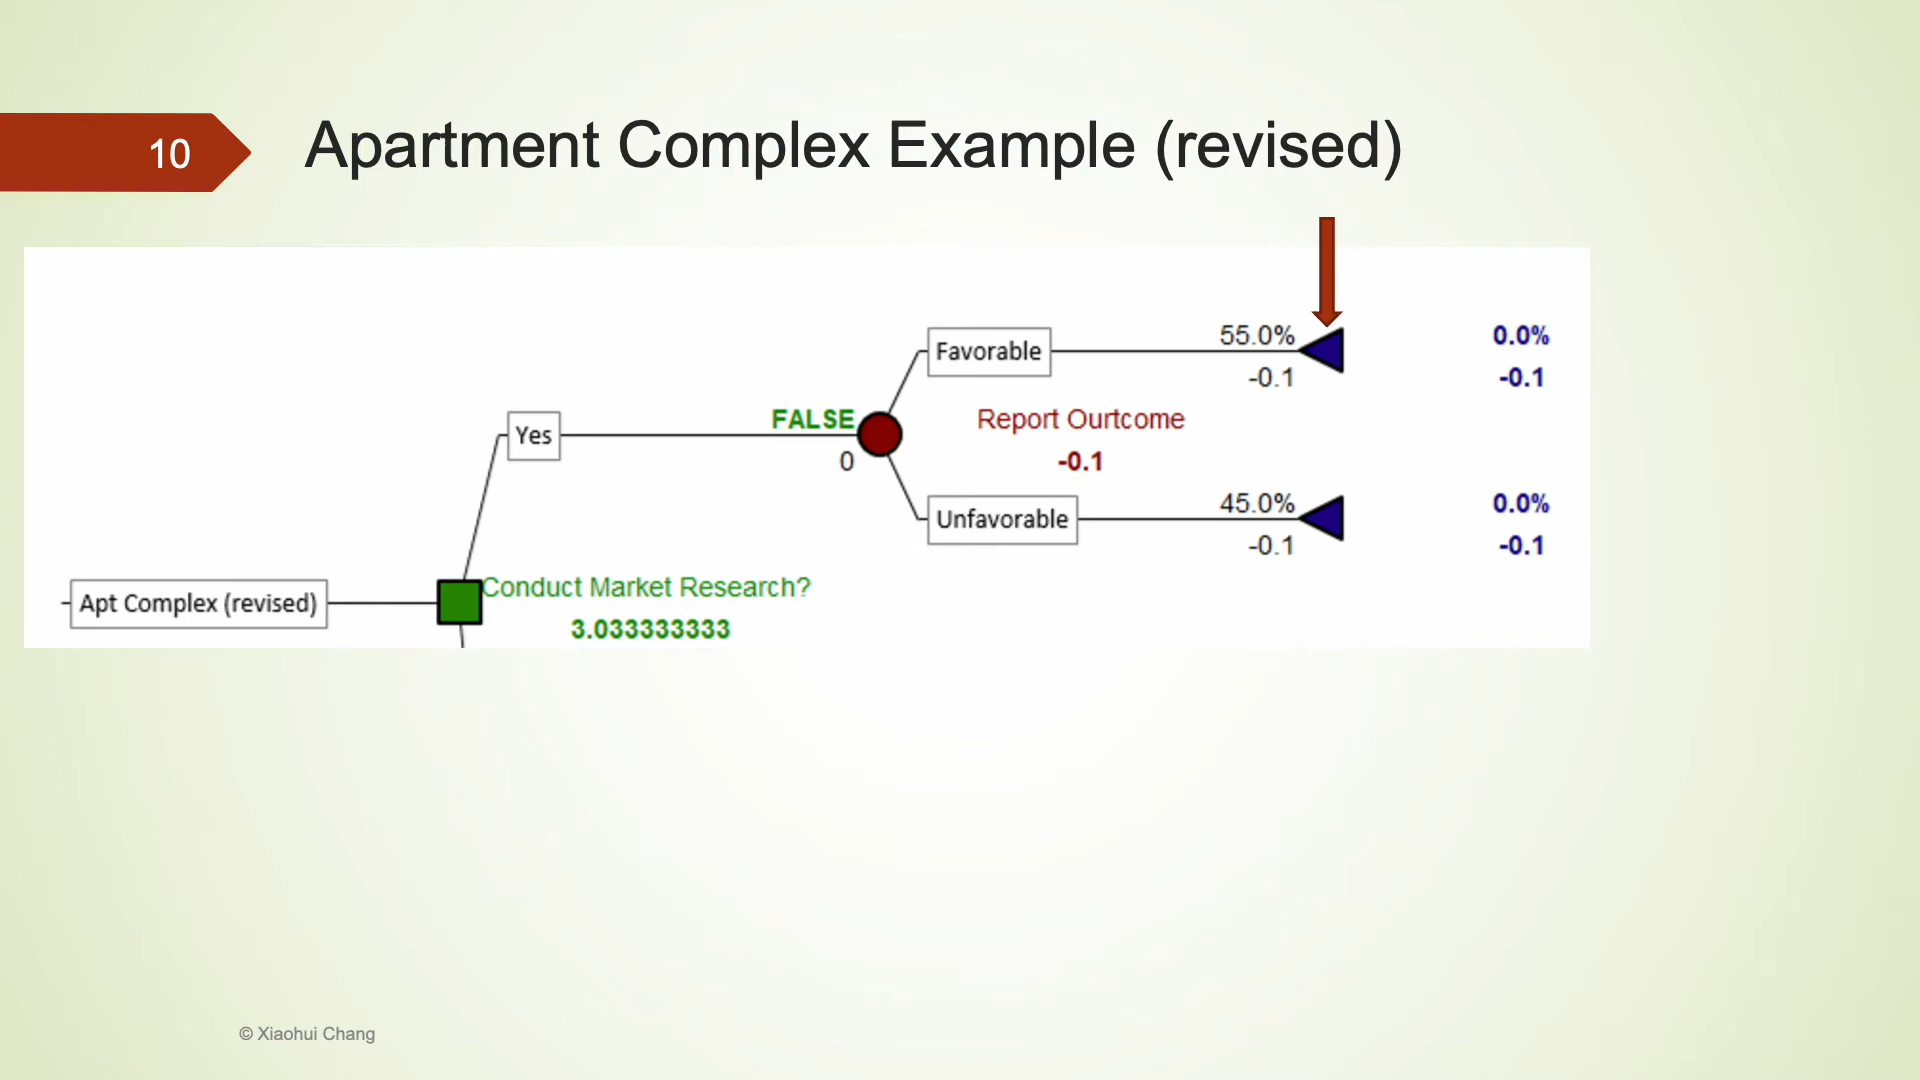 10
Apartment Complex Example (revised)
55.0%
0.0%
Favorable
-0.1
-0.1
FALSE
Report Ourtcome
Yes
0
-0.1
45.0%
0.0%
Unfavorable
-0.1
-0.1
Conduct Market Research?
Apt Complex (revised)
3.033333333
© Xiaohui Chang